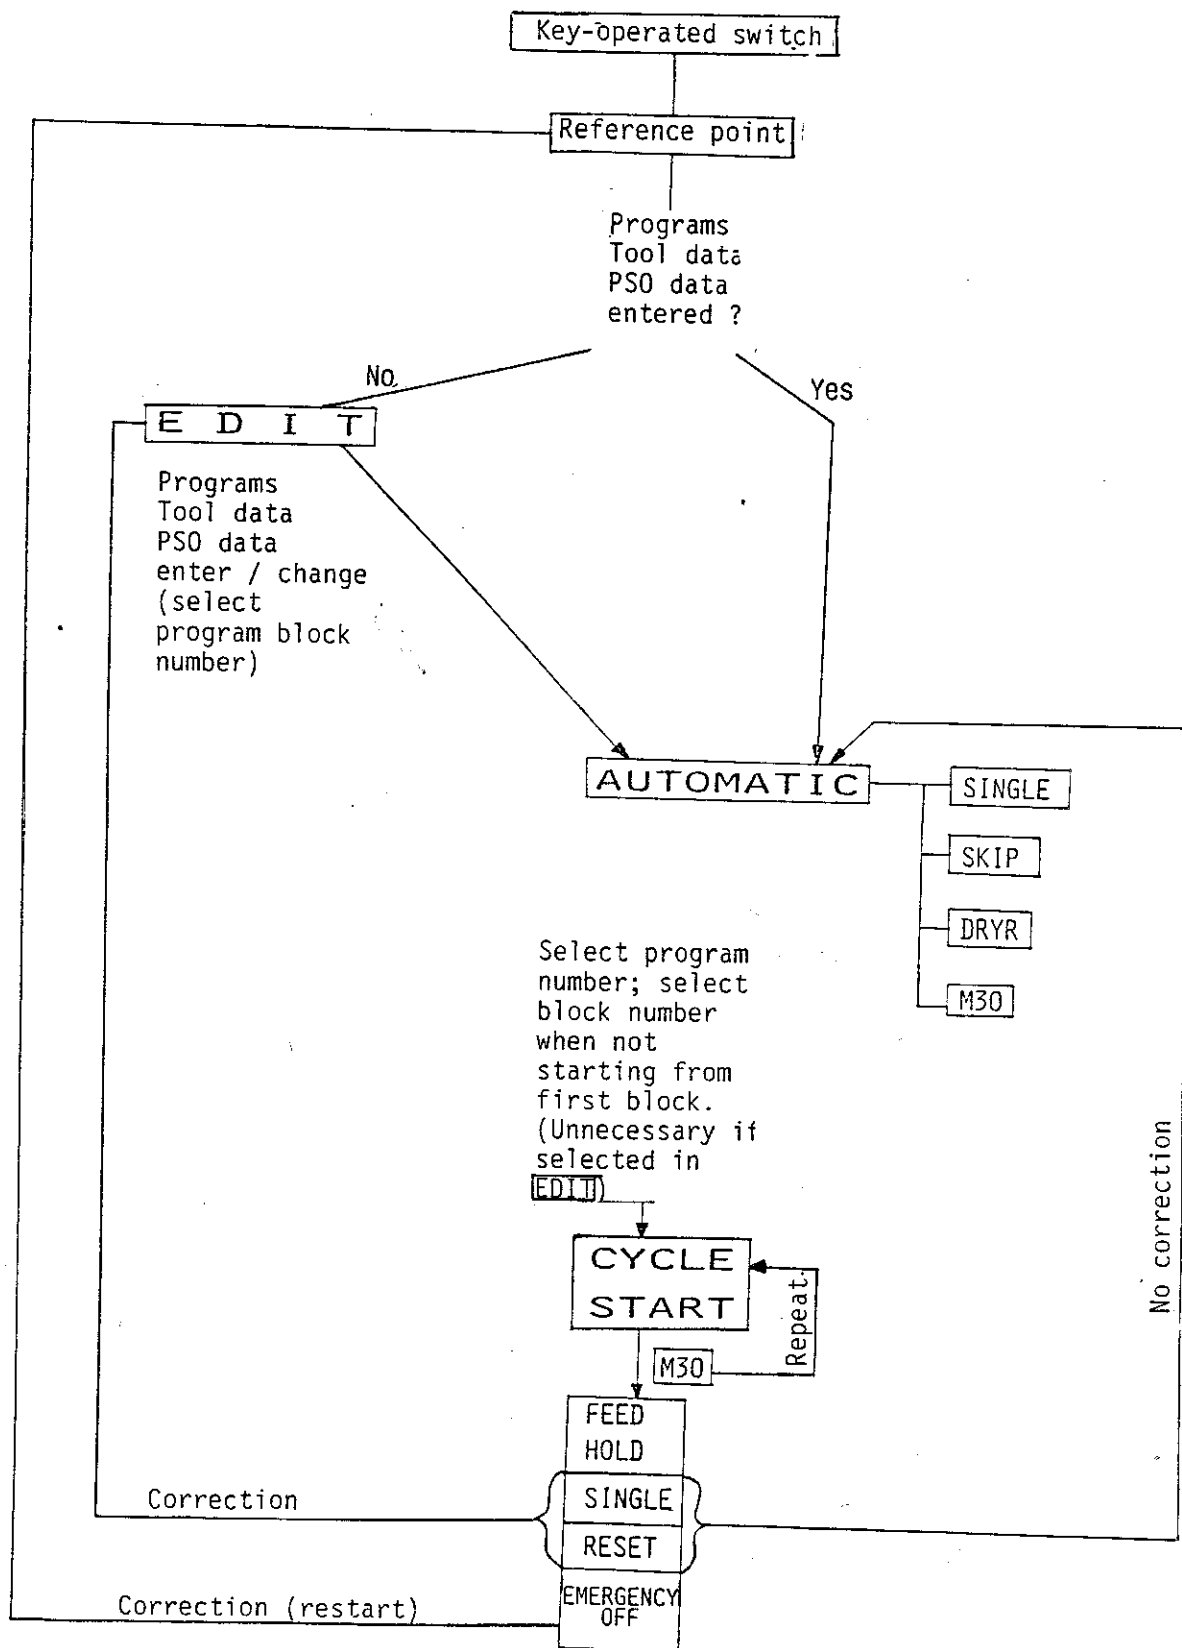 Key-operated switch
Reference point
Programs
Tool data
PSO data
entered ?
No
Yes
E D I T
Programs
Tool data
PSO data
enter / change
(select
program block
number)
AUTOMATIC
SINGLE
SKIP
DRYR
M30
Select program
number; select
block number
when not
starting from
first block.
(Unnecessary if
selected in
EDIT)
CYCLE
START
Repeat
M30
No correction
FEED
HOLD
SINGLE
RESET
EMERGENCY
OFF
Correction
Correction (restart)